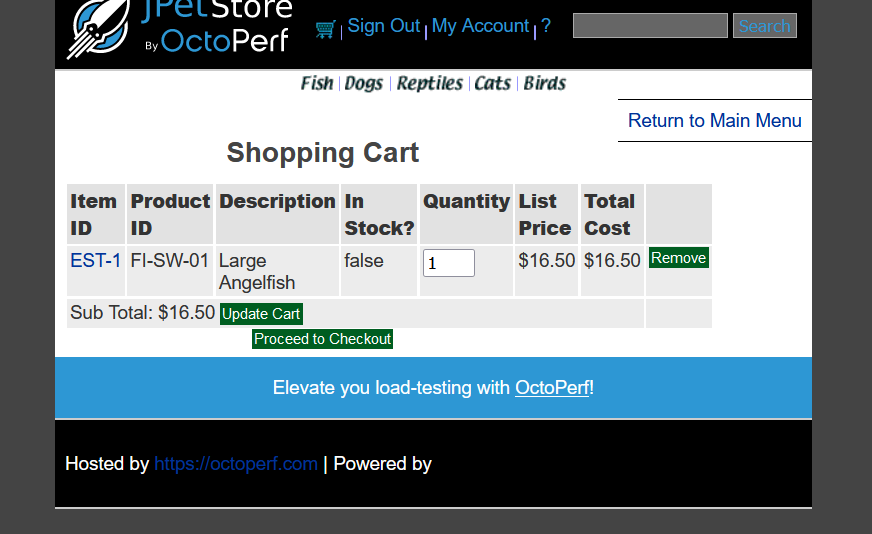 JPetStore
By OctoPerf
Sign Out | My Account | ?
Search
Fish | Dogs | Reptiles | Cats | Birds
Return to Main Menu
Shopping Cart
Item ID Product ID Description In Stock? Quantity List Price Total Cost
EST-1 FI-SW-01 Large Angelfish false 1 $16.50 $16.50 Remove
Sub Total: $16.50 Update Cart
Proceed to Checkout
Elevate you load-testing with OctoPerf!
Hosted by https://octoperf.com | Powered by